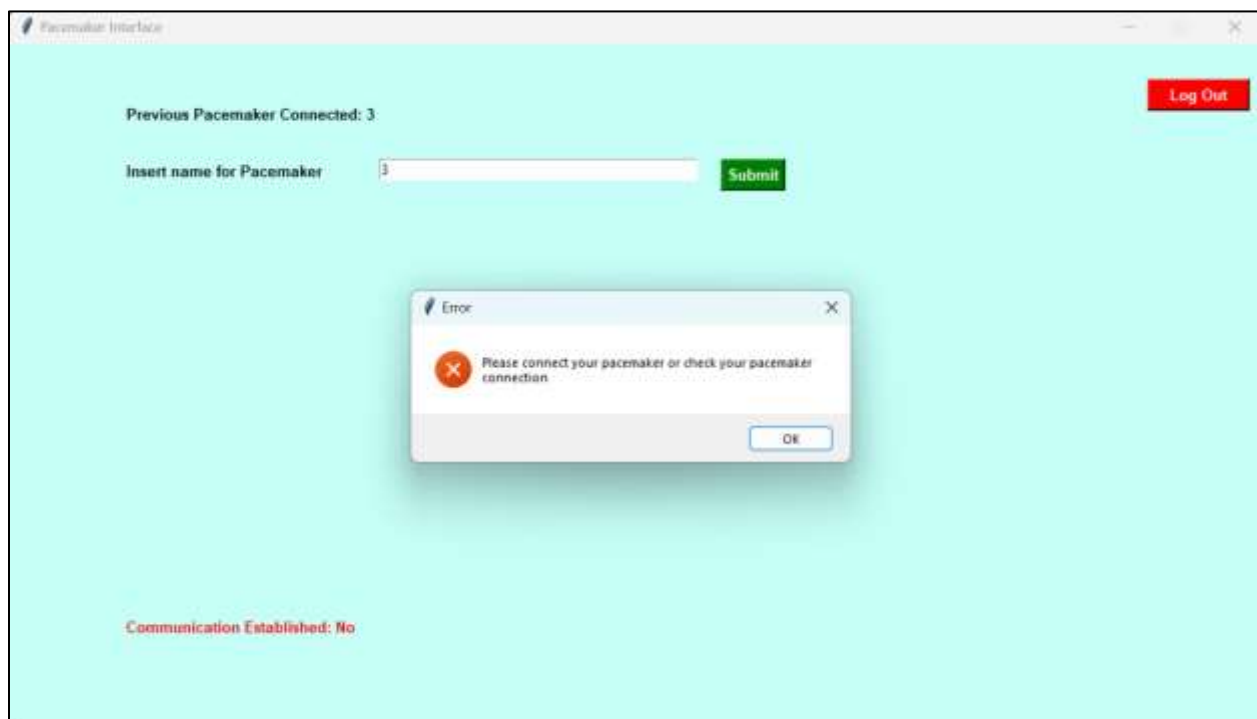 Pacemaker Interface
Log Out
Previous Pacemaker Connected: 3
Insert name for Pacemaker
3
Submit
Error
Please connect your pacemaker or check your pacemaker
connection
OK
Communication Established: No